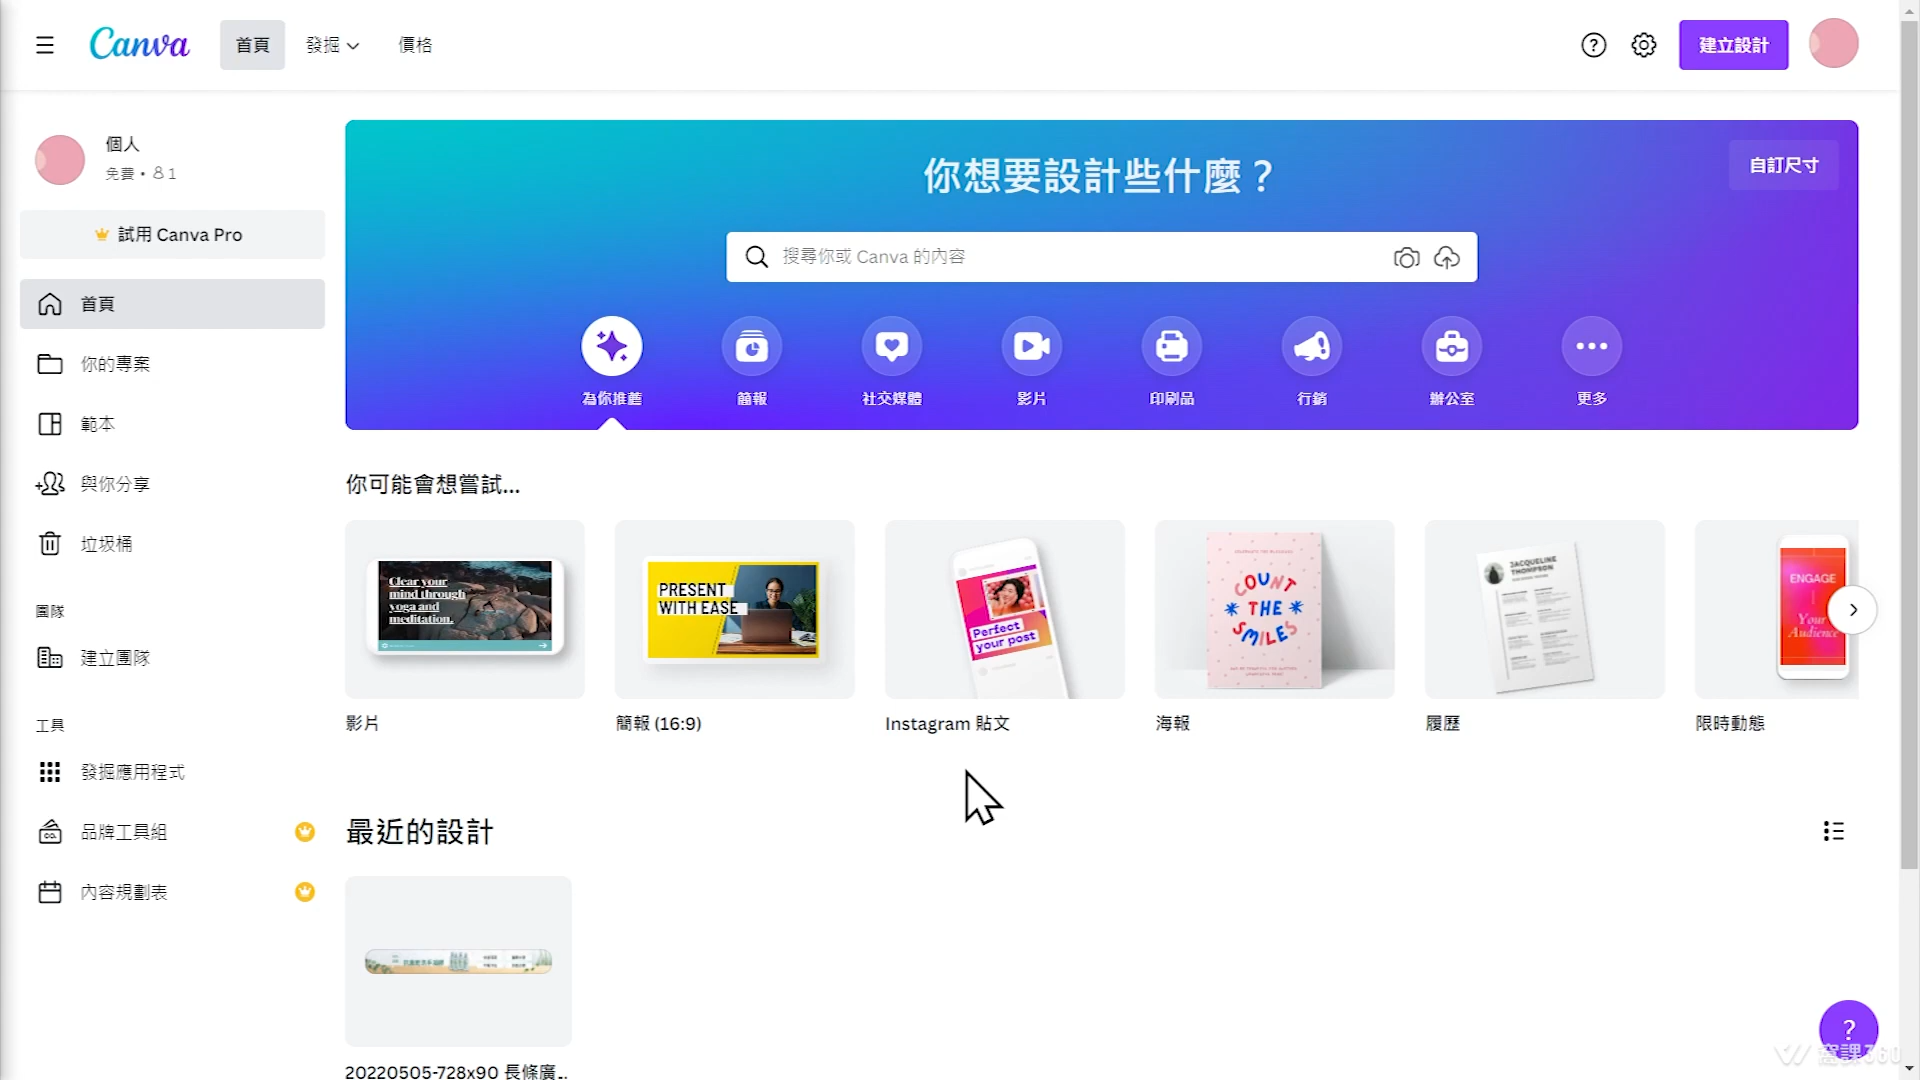 Canva
首頁
發掘
價格
建立設計
個人
免費 • 1
試用 Canva Pro
首頁
你的專案
範本
與你分享
垃圾桶
團隊
建立團隊
工具
發掘應用程式
品牌工具組
內容規劃表
你想要設計些什麼？
自訂尺寸
搜尋你或 Canva 的內容
為你推薦
簡報
社交媒體
影片
印刷品
行銷
辦公室
更多
你可能會想嘗試...
Clear your
mind through
yoga and
meditation.
PRESENT
WITH EASE
Perfect
your post
COUNT
THE
SMILES
JACQUELINE
THOMPSON
ENGAGE
Your
Audience
影片
簡報 (16:9)
Instagram 貼文
海報
履歷
限時動態
最近的設計
20220505-728x90 長條廣...
?
窩課360